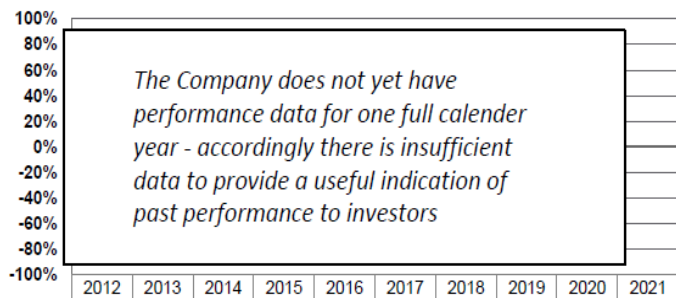 100%
80%
60%
40%
20%
0%
-20%
-40%
-60%
-80%
-100%
The Company does not yet have
performance data for one full calender
year - accordingly there is insufficient
data to provide a useful indication of
past performance to investors
2012 2013 2014 2015 2016 2017 2018 2019 2020 2021